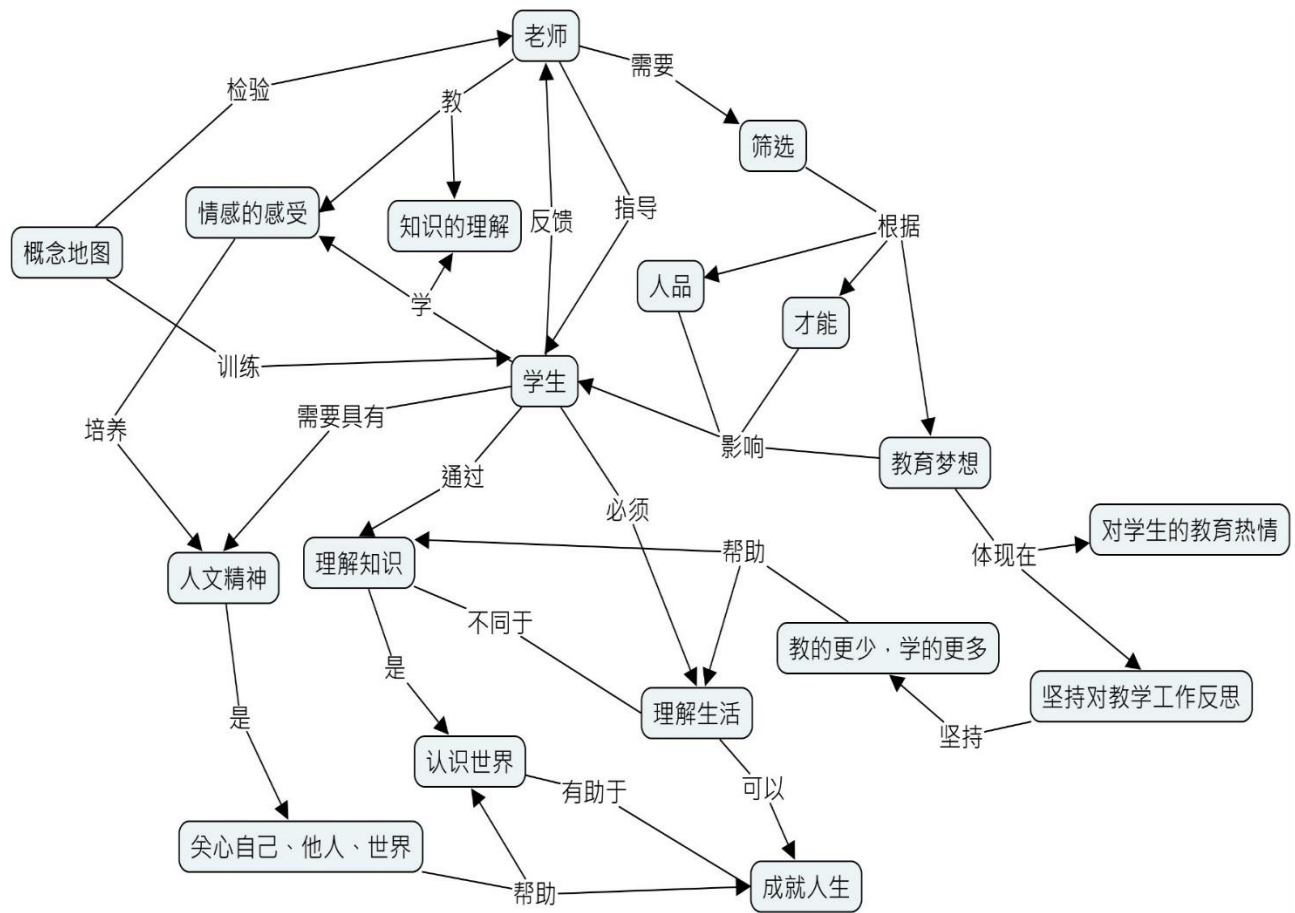 老师
需要
检验
教
筛选
情感的感受
知识的理解
反馈
指导
根据
概念地图
人品
学
才能
训练
学生
需要具有
培养
影响
教育梦想
通过
必须
对学生的教育热情
帮助
体现在
理解知识
人文精神
不同于
教的更少，学的更多
是
坚持对教学工作反思
理解生活
是
坚持
认识世界
有助于
可以
关心自己、他人、世界
帮助
成就人生